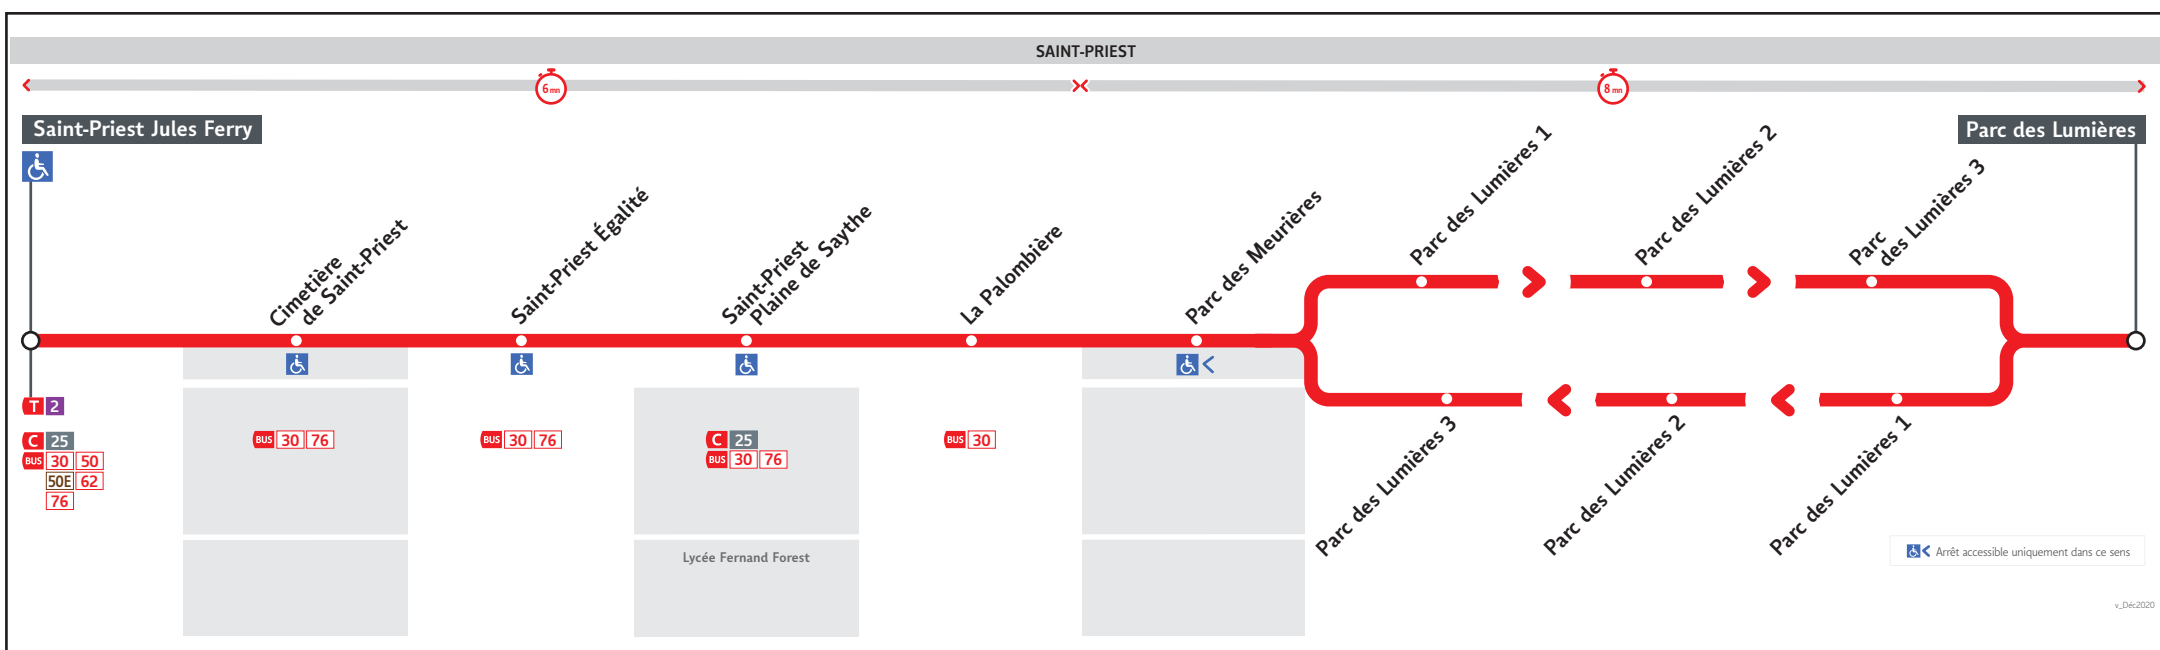 SAINT-PRIEST
6 mn
8 mn
Saint-Priest Jules Ferry
Parc des Lumières
Cimetière
de Saint-Priest
Saint-Priest Égalité
Saint-Priest
Plaine de Saythe
La Palombière
Parc des Meurières
Parc des Lumières 1
Parc des Lumières 2
Parc
des Lumières 3
Parc des Lumières 3
Parc des Lumières 2
Parc des Lumières 1
T 2
C 25
BUS 30 50
50E 62
76
BUS 30 76
BUS 30 76
C 25
BUS 30 76
BUS 30
Lycée Fernand Forest
Arrêt accessible uniquement dans ce sens
v_Déc2020